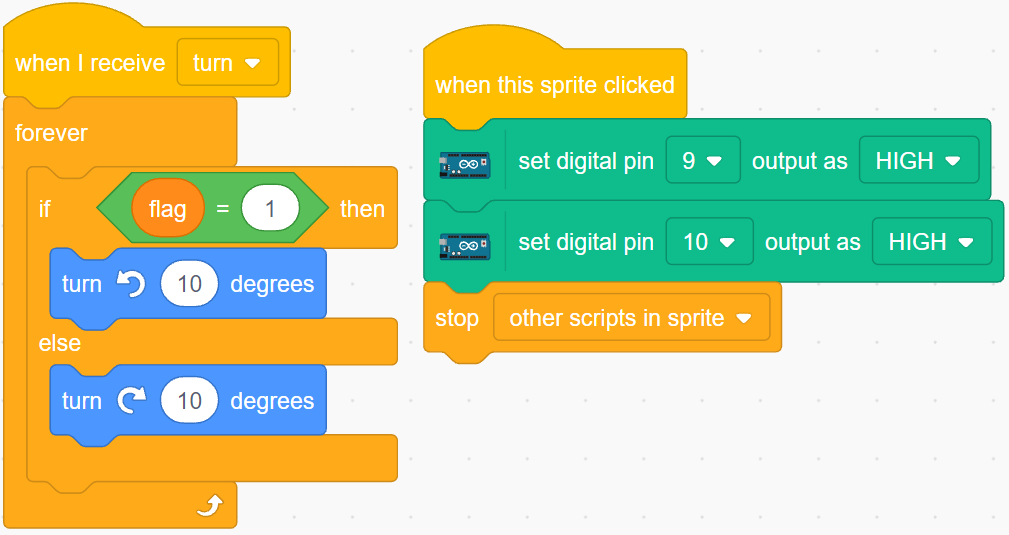 when I receive turn
forever
if flag = 1 then
turn 10 degrees
else
turn 10 degrees
when this sprite clicked
set digital pin 9 output as HIGH
set digital pin 10 output as HIGH
stop other scripts in sprite